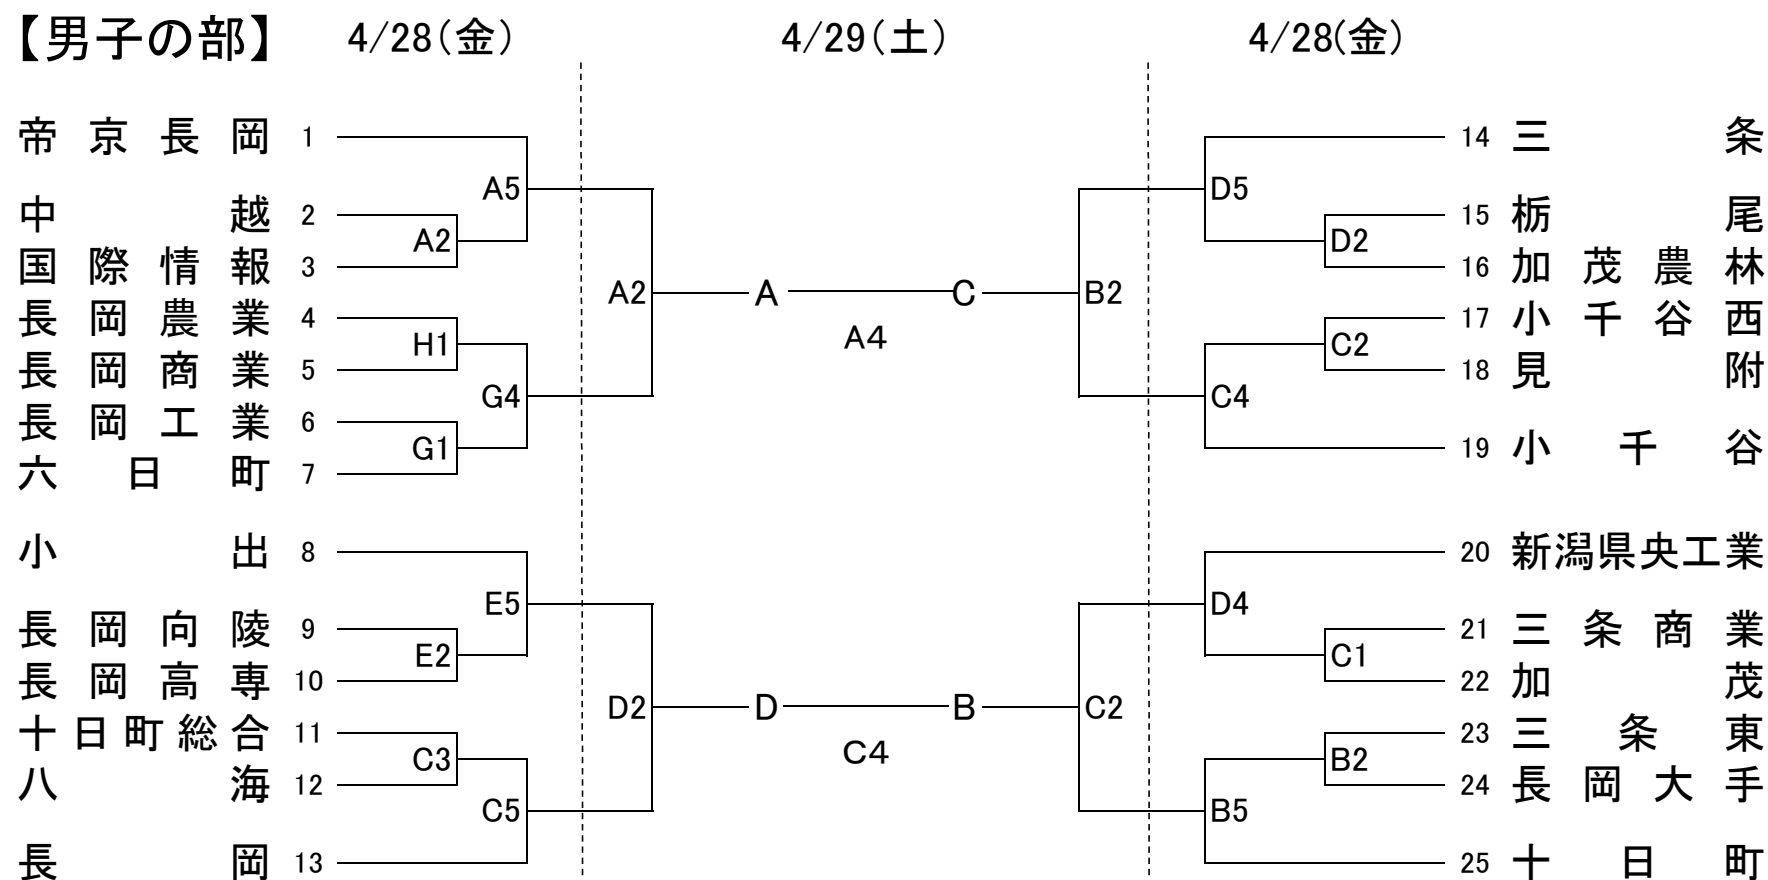 【男子の部】 4/28(金) 4/29(土) 4/28(金)
帝京長岡 1 14 三条
A5 D5
中越 2 15 栃尾
A2 D2
国際情報 3 16 加茂農林
A2 A C B2
長岡農業 4 17 小千谷西
H1 A4 C2
長岡商業 5 18 見附
G4 C4
長岡工業 6
G1 19 小千谷
六日町 7
小出 8 20 新潟県央工業
E5 D4
長岡向陵 9 21 三条商業
E2 C1
長岡高専 10 22 加茂
D2 D B C2
十日町総合 11 23 三条東
C3 C4 B2
八海 12 24 長岡大手
C5 B5
長岡 13 25 十日町